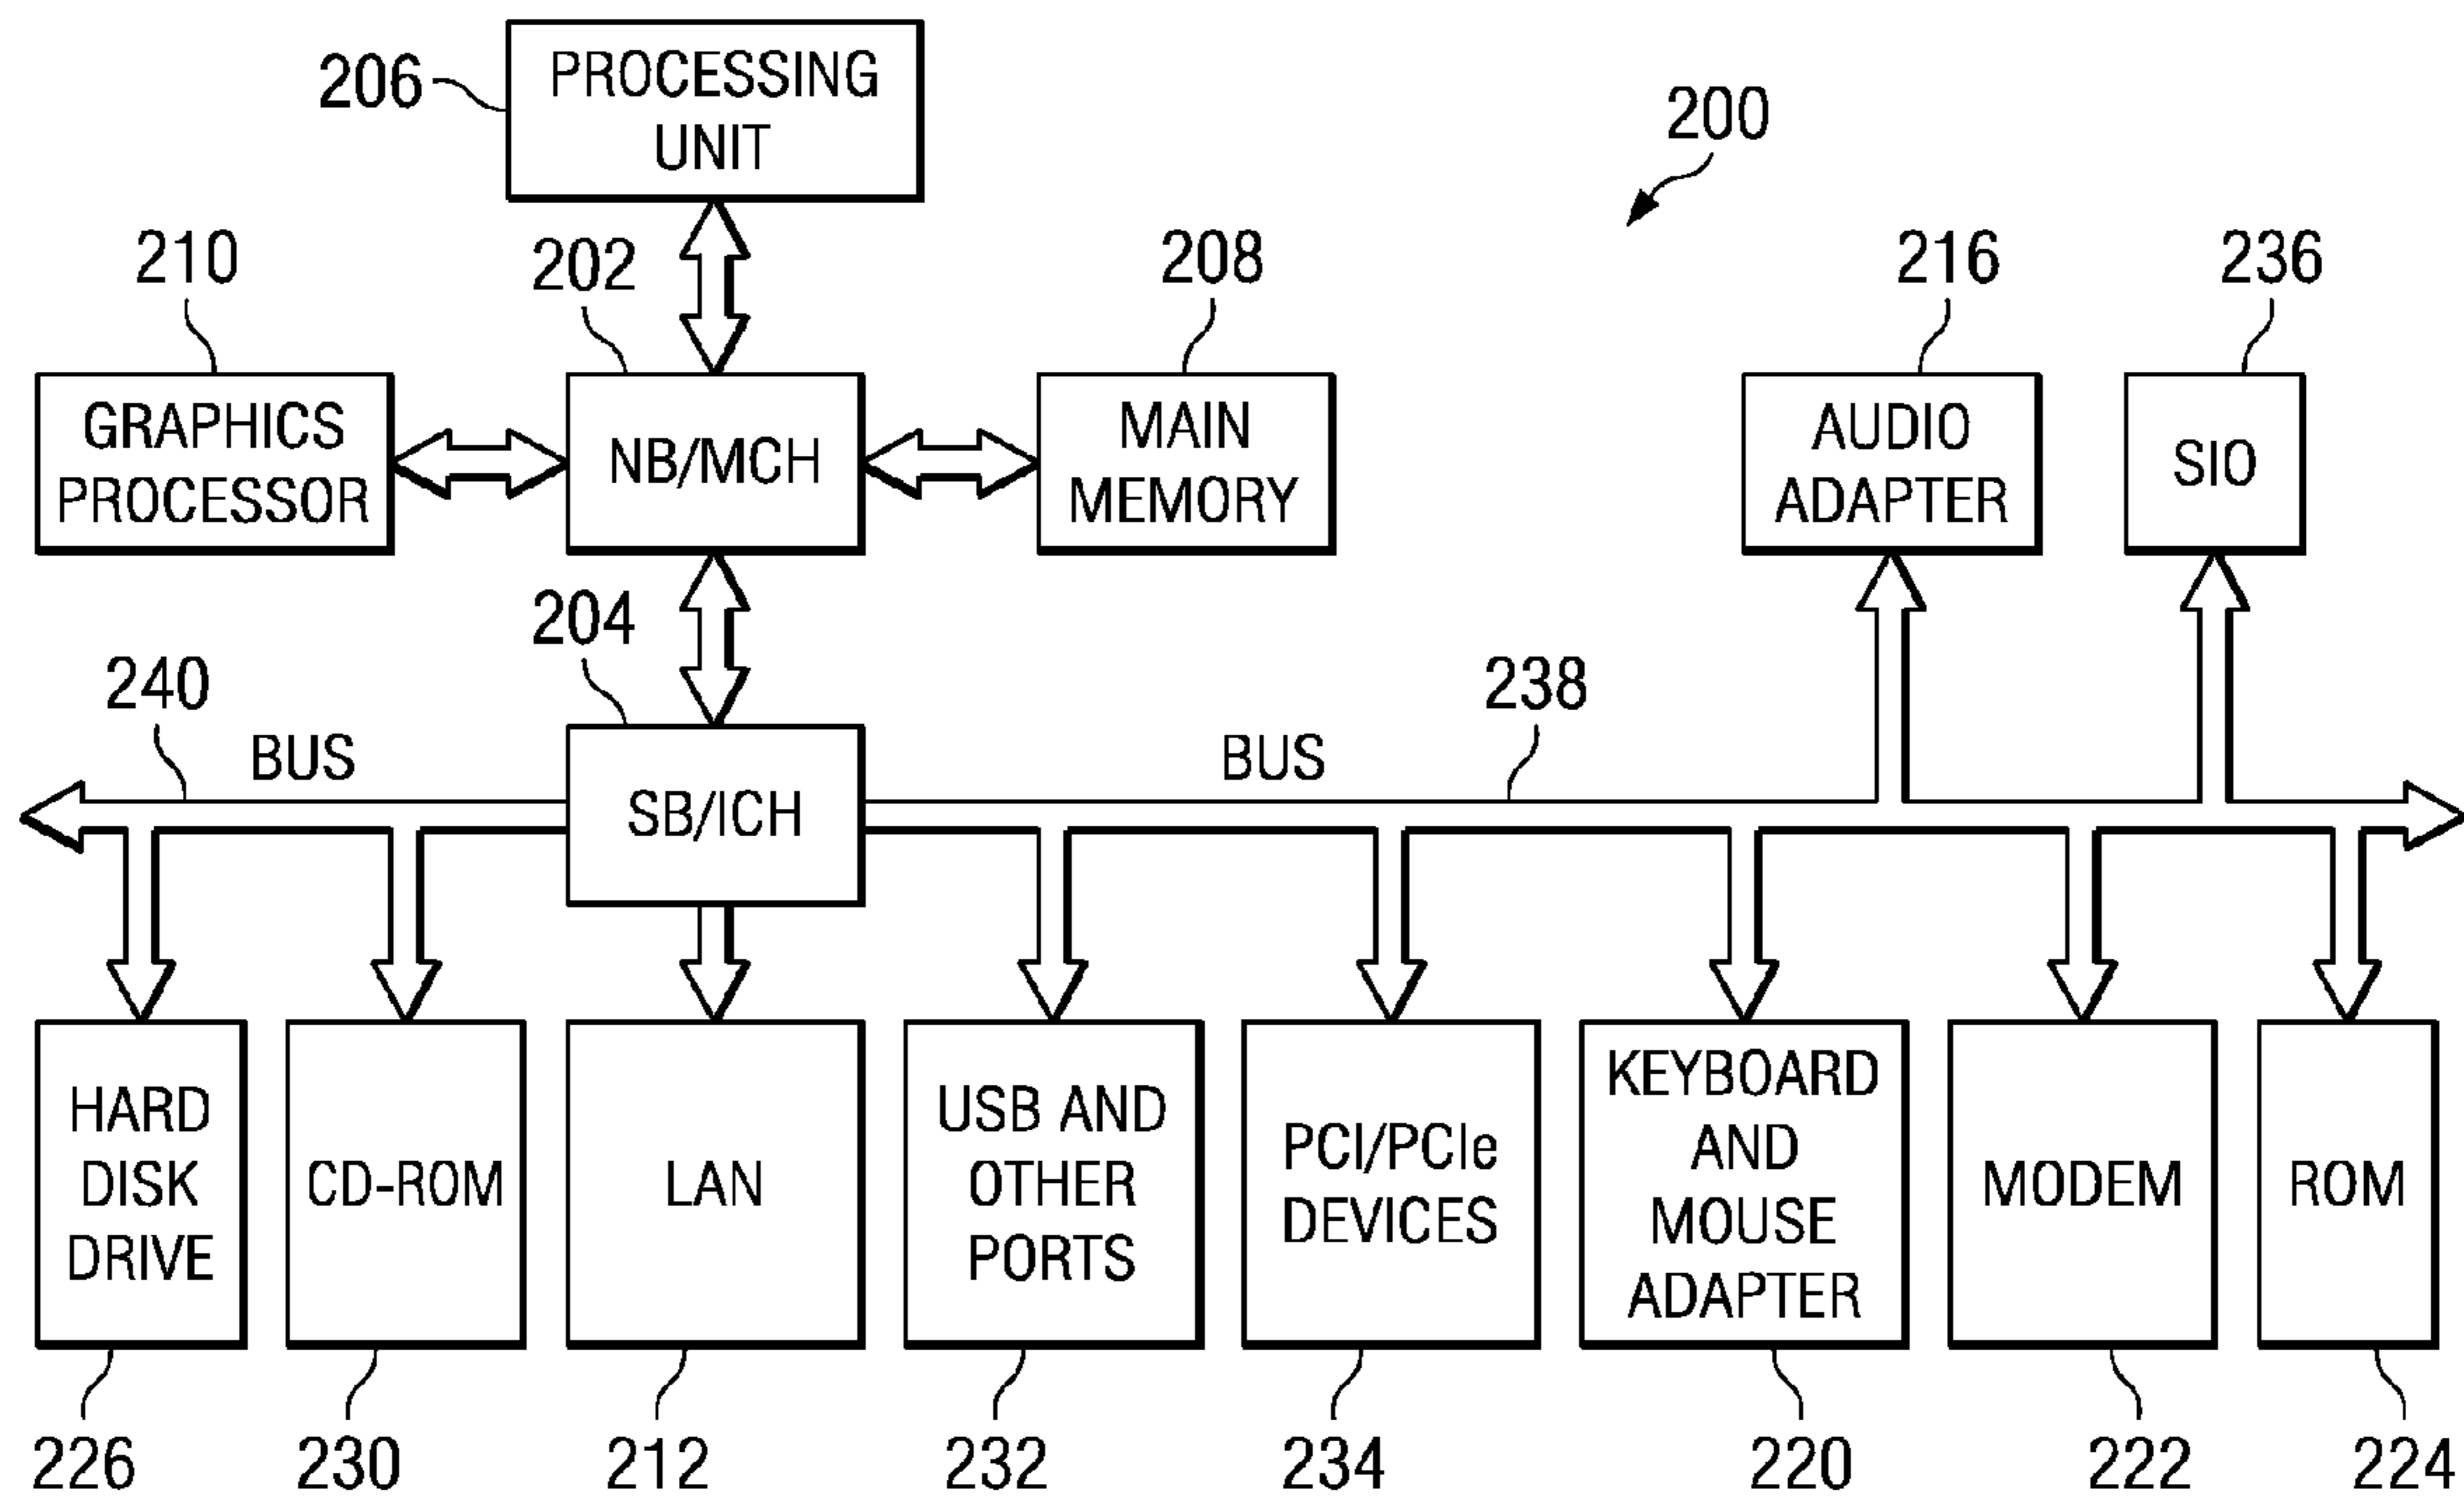 206
PROCESSING
UNIT
200
210
202
208
216
236
GRAPHICS
PROCESSOR
NB/MCH
MAIN
MEMORY
AUDIO
ADAPTER
SIO
204
240
BUS
238
BUS
SB/ICH
HARD
DISK
DRIVE
CD-ROM
LAN
USB AND
OTHER
PORTS
PCI/PCIe
DEVICES
KEYBOARD
AND
MOUSE
ADAPTER
MODEM
ROM
226
230
212
232
234
220
222
224